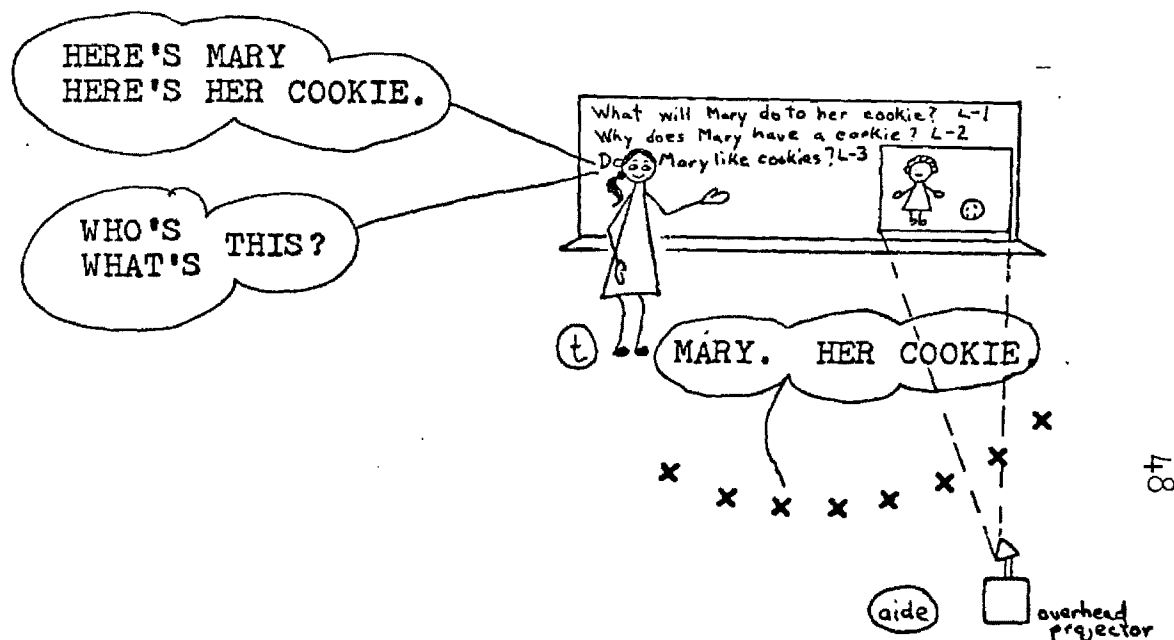 HERE'S MARY
HERE'S HER COOKIE.
WHO'S
WHAT'S THIS?
What will Mary do to her cookie? L-1
Why does Mary have a cookie? L-2
Do Mary like cookies? L-3
t
MARY. HER COOKIE.
48
aide
overhead
projector